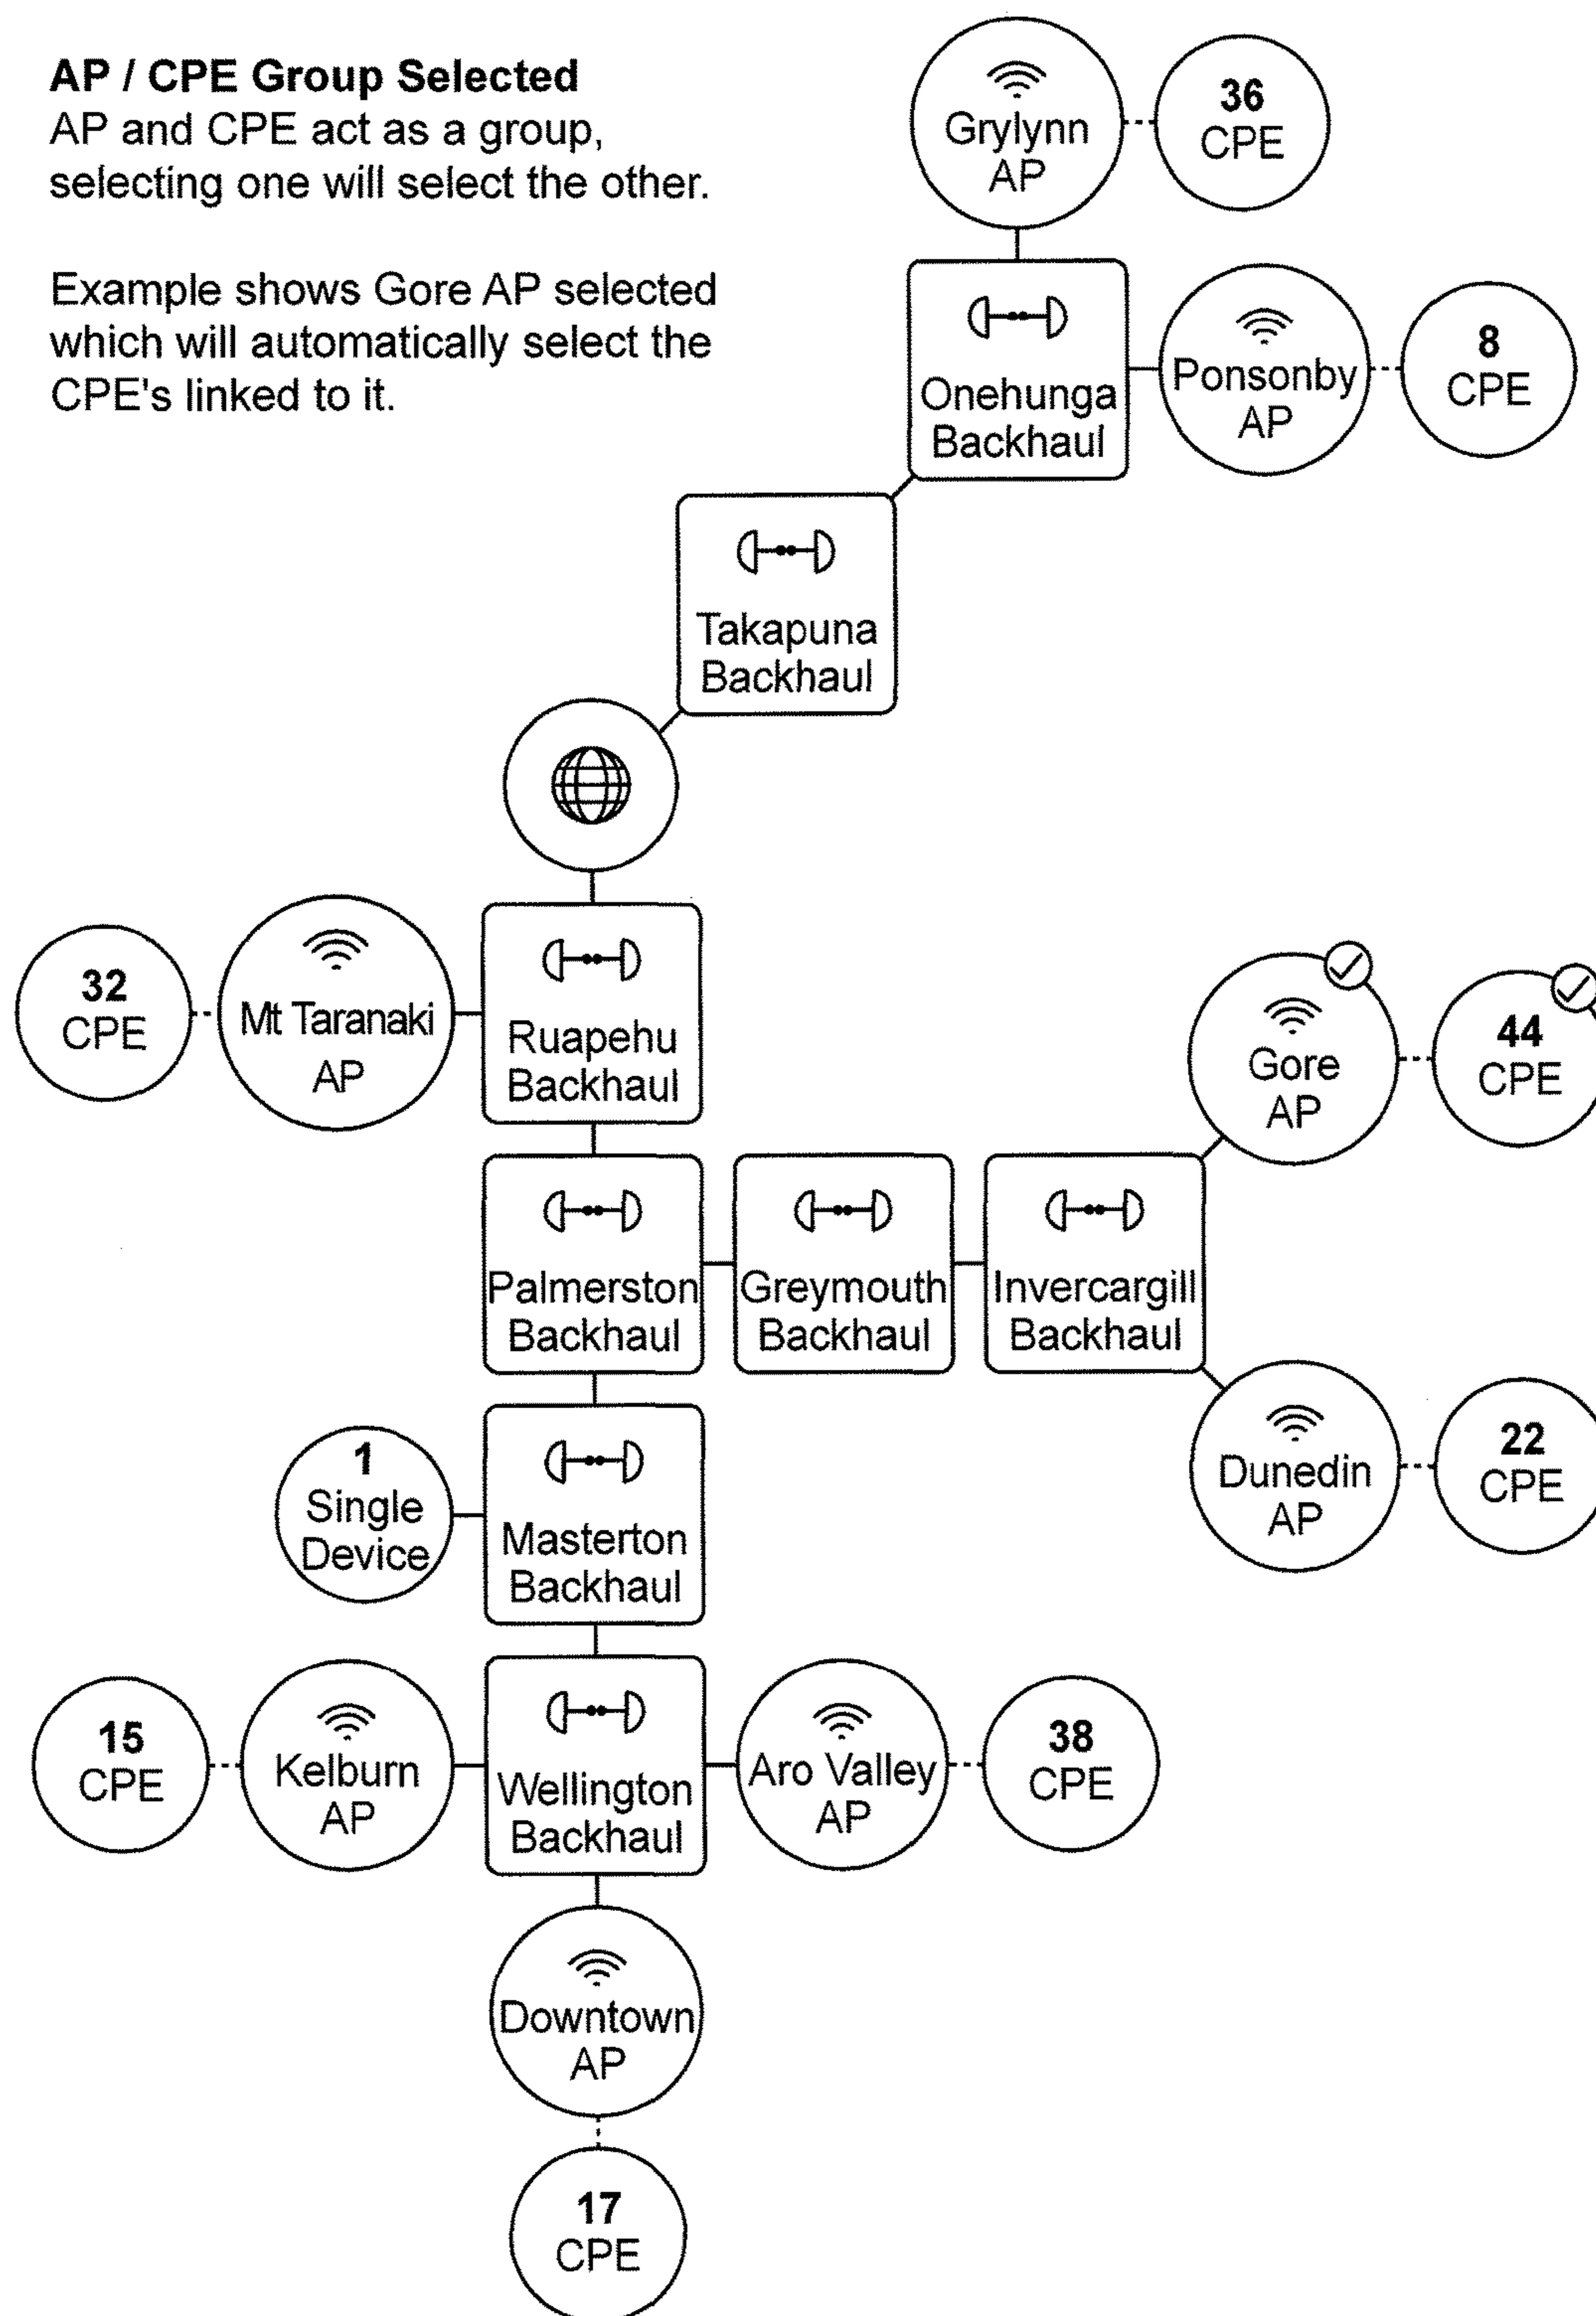 AP / CPE Group Selected
AP and CPE act as a group,
selecting one will select the other.
Example shows Gore AP selected
which will automatically select the
CPE's linked to it.
Grylynn
AP
36
CPE
Onehunga
Backhaul
Ponsonby
AP
8
CPE
Takapuna
Backhaul
32
CPE
Mt Taranaki
AP
Ruapehu
Backhaul
Gore
AP
44
CPE
Palmerston
Backhaul
Greymouth
Backhaul
Invercargill
Backhaul
1
Single
Device
Masterton
Backhaul
Dunedin
AP
22
CPE
15
CPE
Kelburn
AP
Wellington
Backhaul
Aro Valley
AP
38
CPE
Downtown
AP
17
CPE